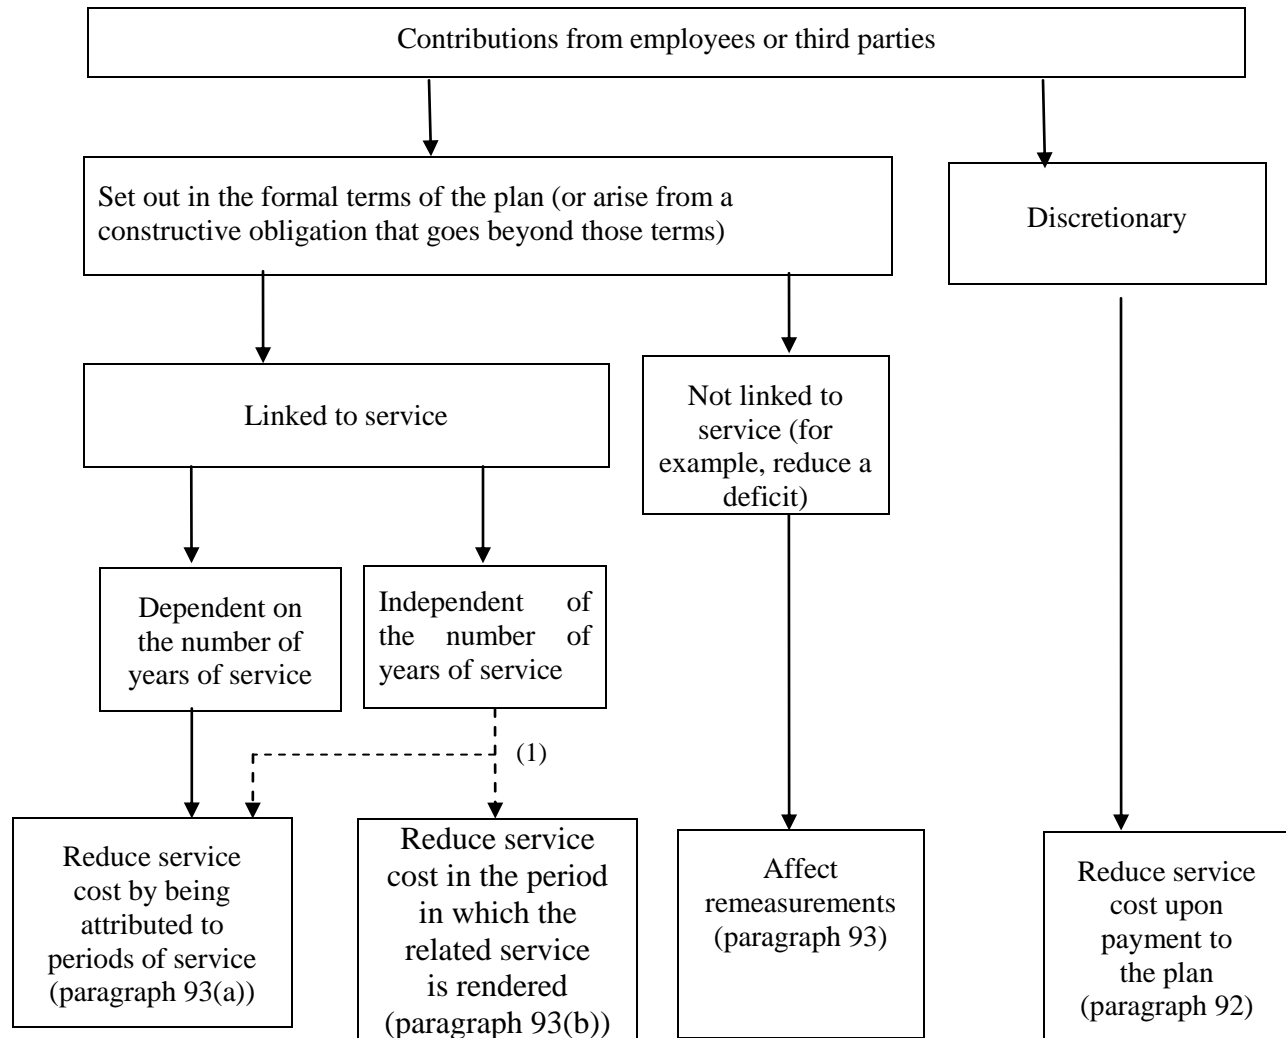 Contributions from employees or third parties
Set out in the formal terms of the plan (or arise from a
constructive obligation that goes beyond those terms)
Discretionary
Linked to service
Not linked to
service (for
example, reduce a
deficit)
Dependent on
the number of
years of service
Independent of
the number of
years of service
(1)
Reduce service
cost by being
attributed to
periods of service
(paragraph 93(a))
Reduce service
cost in the period
in which the
related service
is rendered
(paragraph 93(b))
Affect
remeasurements
(paragraph 93)
Reduce service
cost upon
payment to
the plan
(paragraph 92)